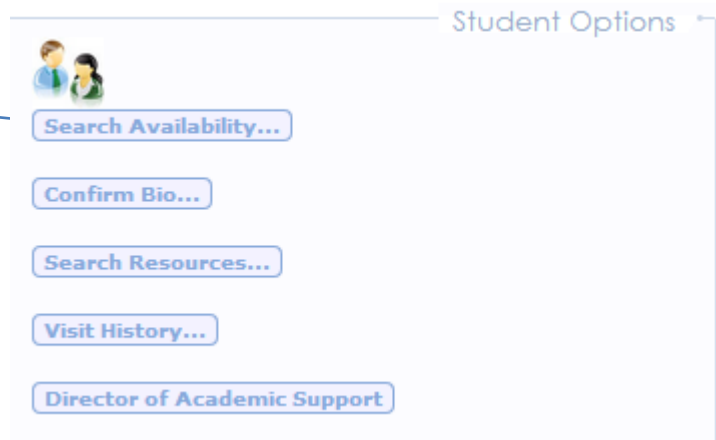 Student Options
Search Availability...
Confirm Bio...
Search Resources...
Visit History...
Director of Academic Support